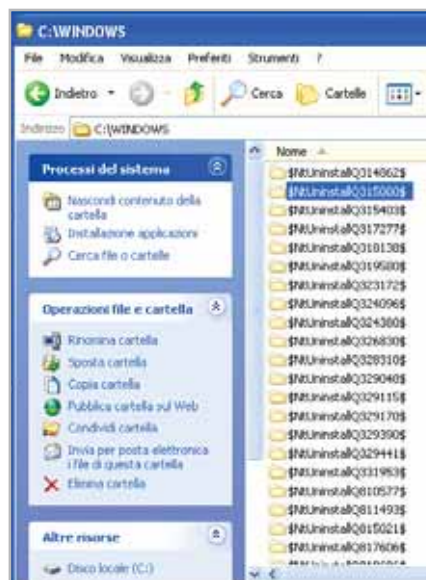 C:\WINDOWS
File Modifica Visualizza Preferiti Strumenti ?
Indietro Cerca Cartelle
Indirizzo C:\WINDOWS
Processi del sistema
Nascondi contenuto della
cartella
Installazione applicazioni
Cerca file o cartelle
Operazioni file e cartella
Rinomina cartella
Sposta cartella
Copia cartella
Pubblica cartella sul Web
Condividi cartella
Invia per posta elettronica
i file di questa cartella
Elimina cartella
Altre risorse
Disco locale (C:)
Nome
$NtUninstallQ314862$
$NtUninstallQ315000$
$NtUninstallQ315403$
$NtUninstallQ317277$
$NtUninstallQ318138$
$NtUninstallQ319580$
$NtUninstallQ323172$
$NtUninstallQ324096$
$NtUninstallQ324380$
$NtUninstallQ326830$
$NtUninstallQ328310$
$NtUninstallQ329048$
$NtUninstallQ329115$
$NtUninstallQ329170$
$NtUninstallQ329390$
$NtUninstallQ329441$
$NtUninstallQ331953$
$NtUninstallQ810577$
$NtUninstallQ811493$
$NtUninstallQ815021$
$NtUninstallQ817606$